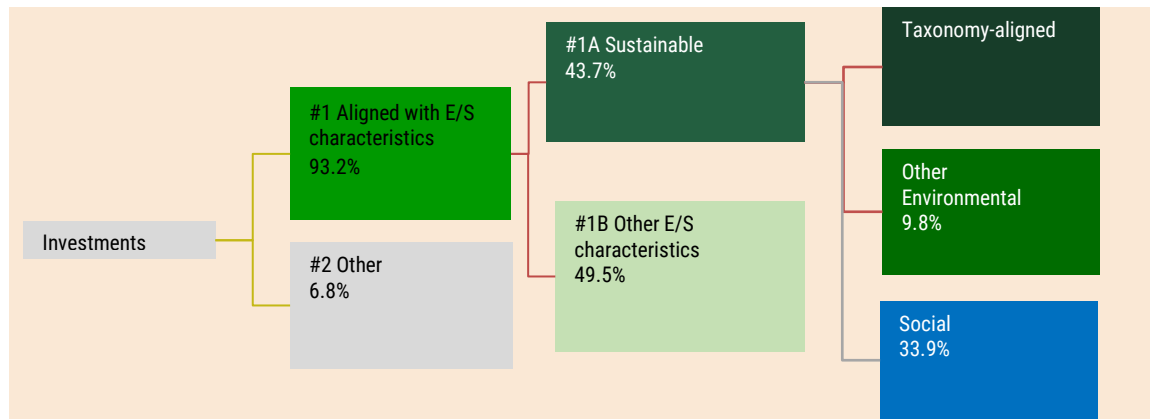 Investments
#1 Aligned with E/S
characteristics
93.2%
#2 Other
6.8%
#1A Sustainable
43.7%
#1B Other E/S
characteristics
49.5%
Taxonomy-aligned
Other
Environmental
9.8%
Social
33.9%